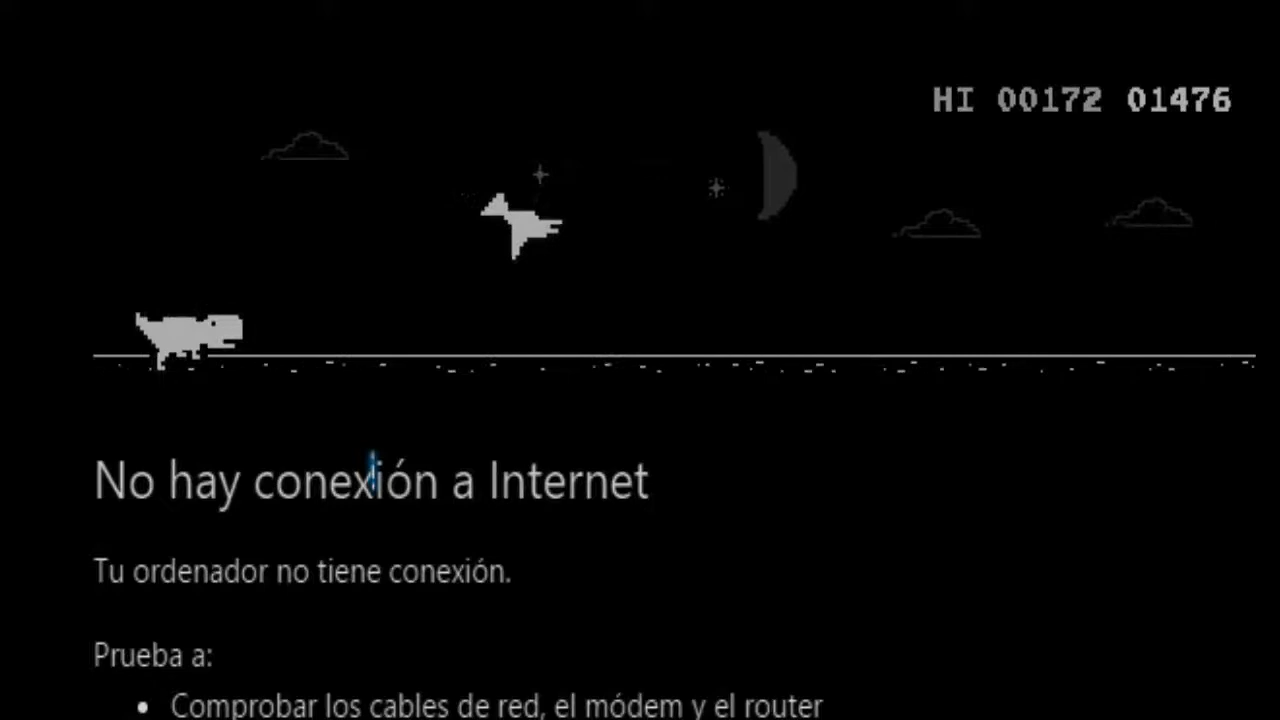 HI 00172 01476
No hay conexión a Internet
Tu ordenador no tiene conexión.
Prueba a:
• Comprobar los cables de red, el módem y el router